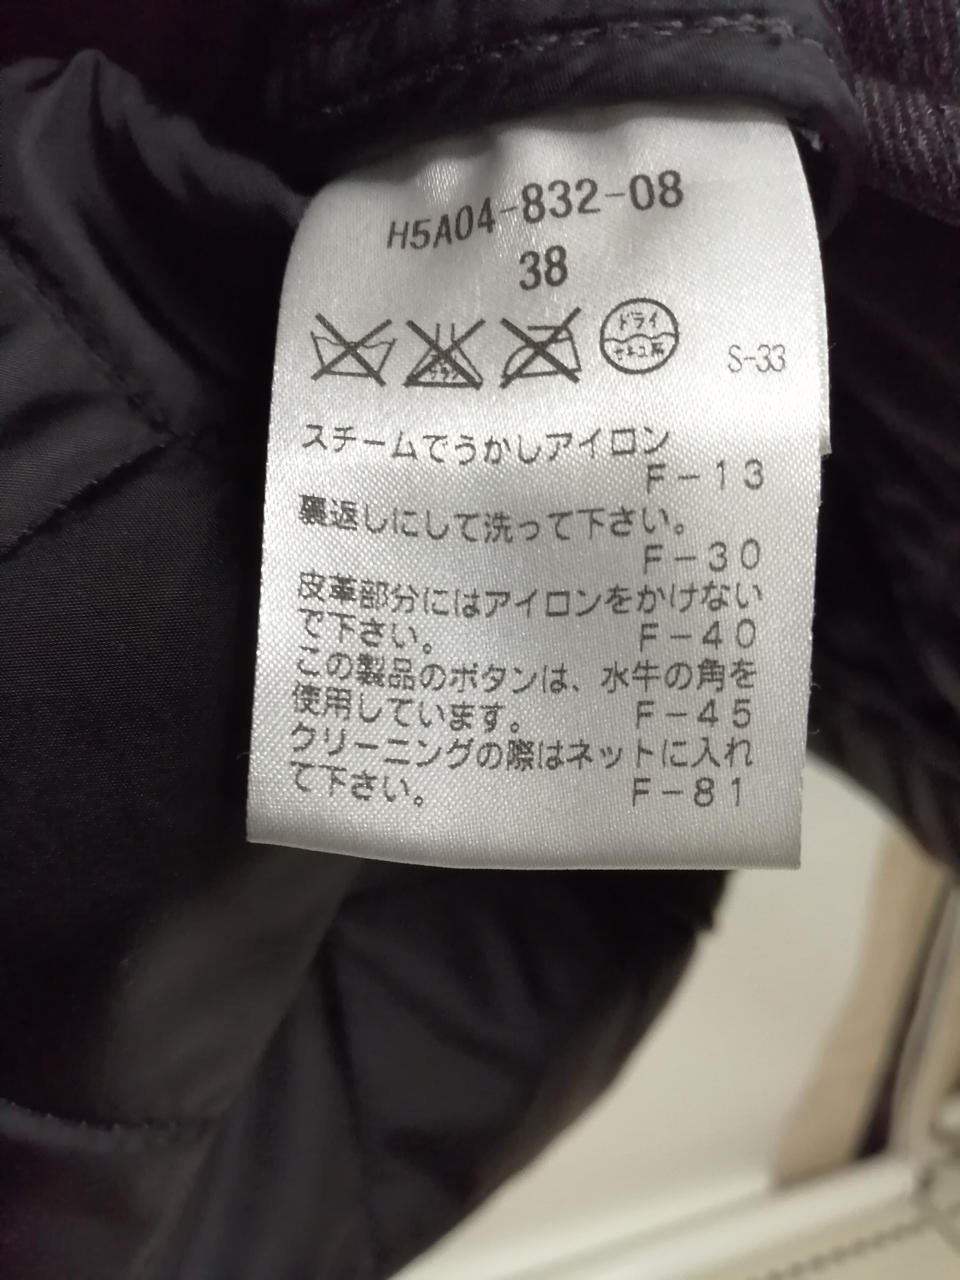 H5A04-832-08
38
ドライ
セキユ系
S-33
スチームでうかしアイロン
F-13
裏返しにして洗って下さい。
F-30
皮革部分にはアイロンをかけない
で下さい。 F-40
この製品のボタンは、水牛の角を
使用しています。 F-45
クリーニングの際はネットに入れ
て下さい。 F-81